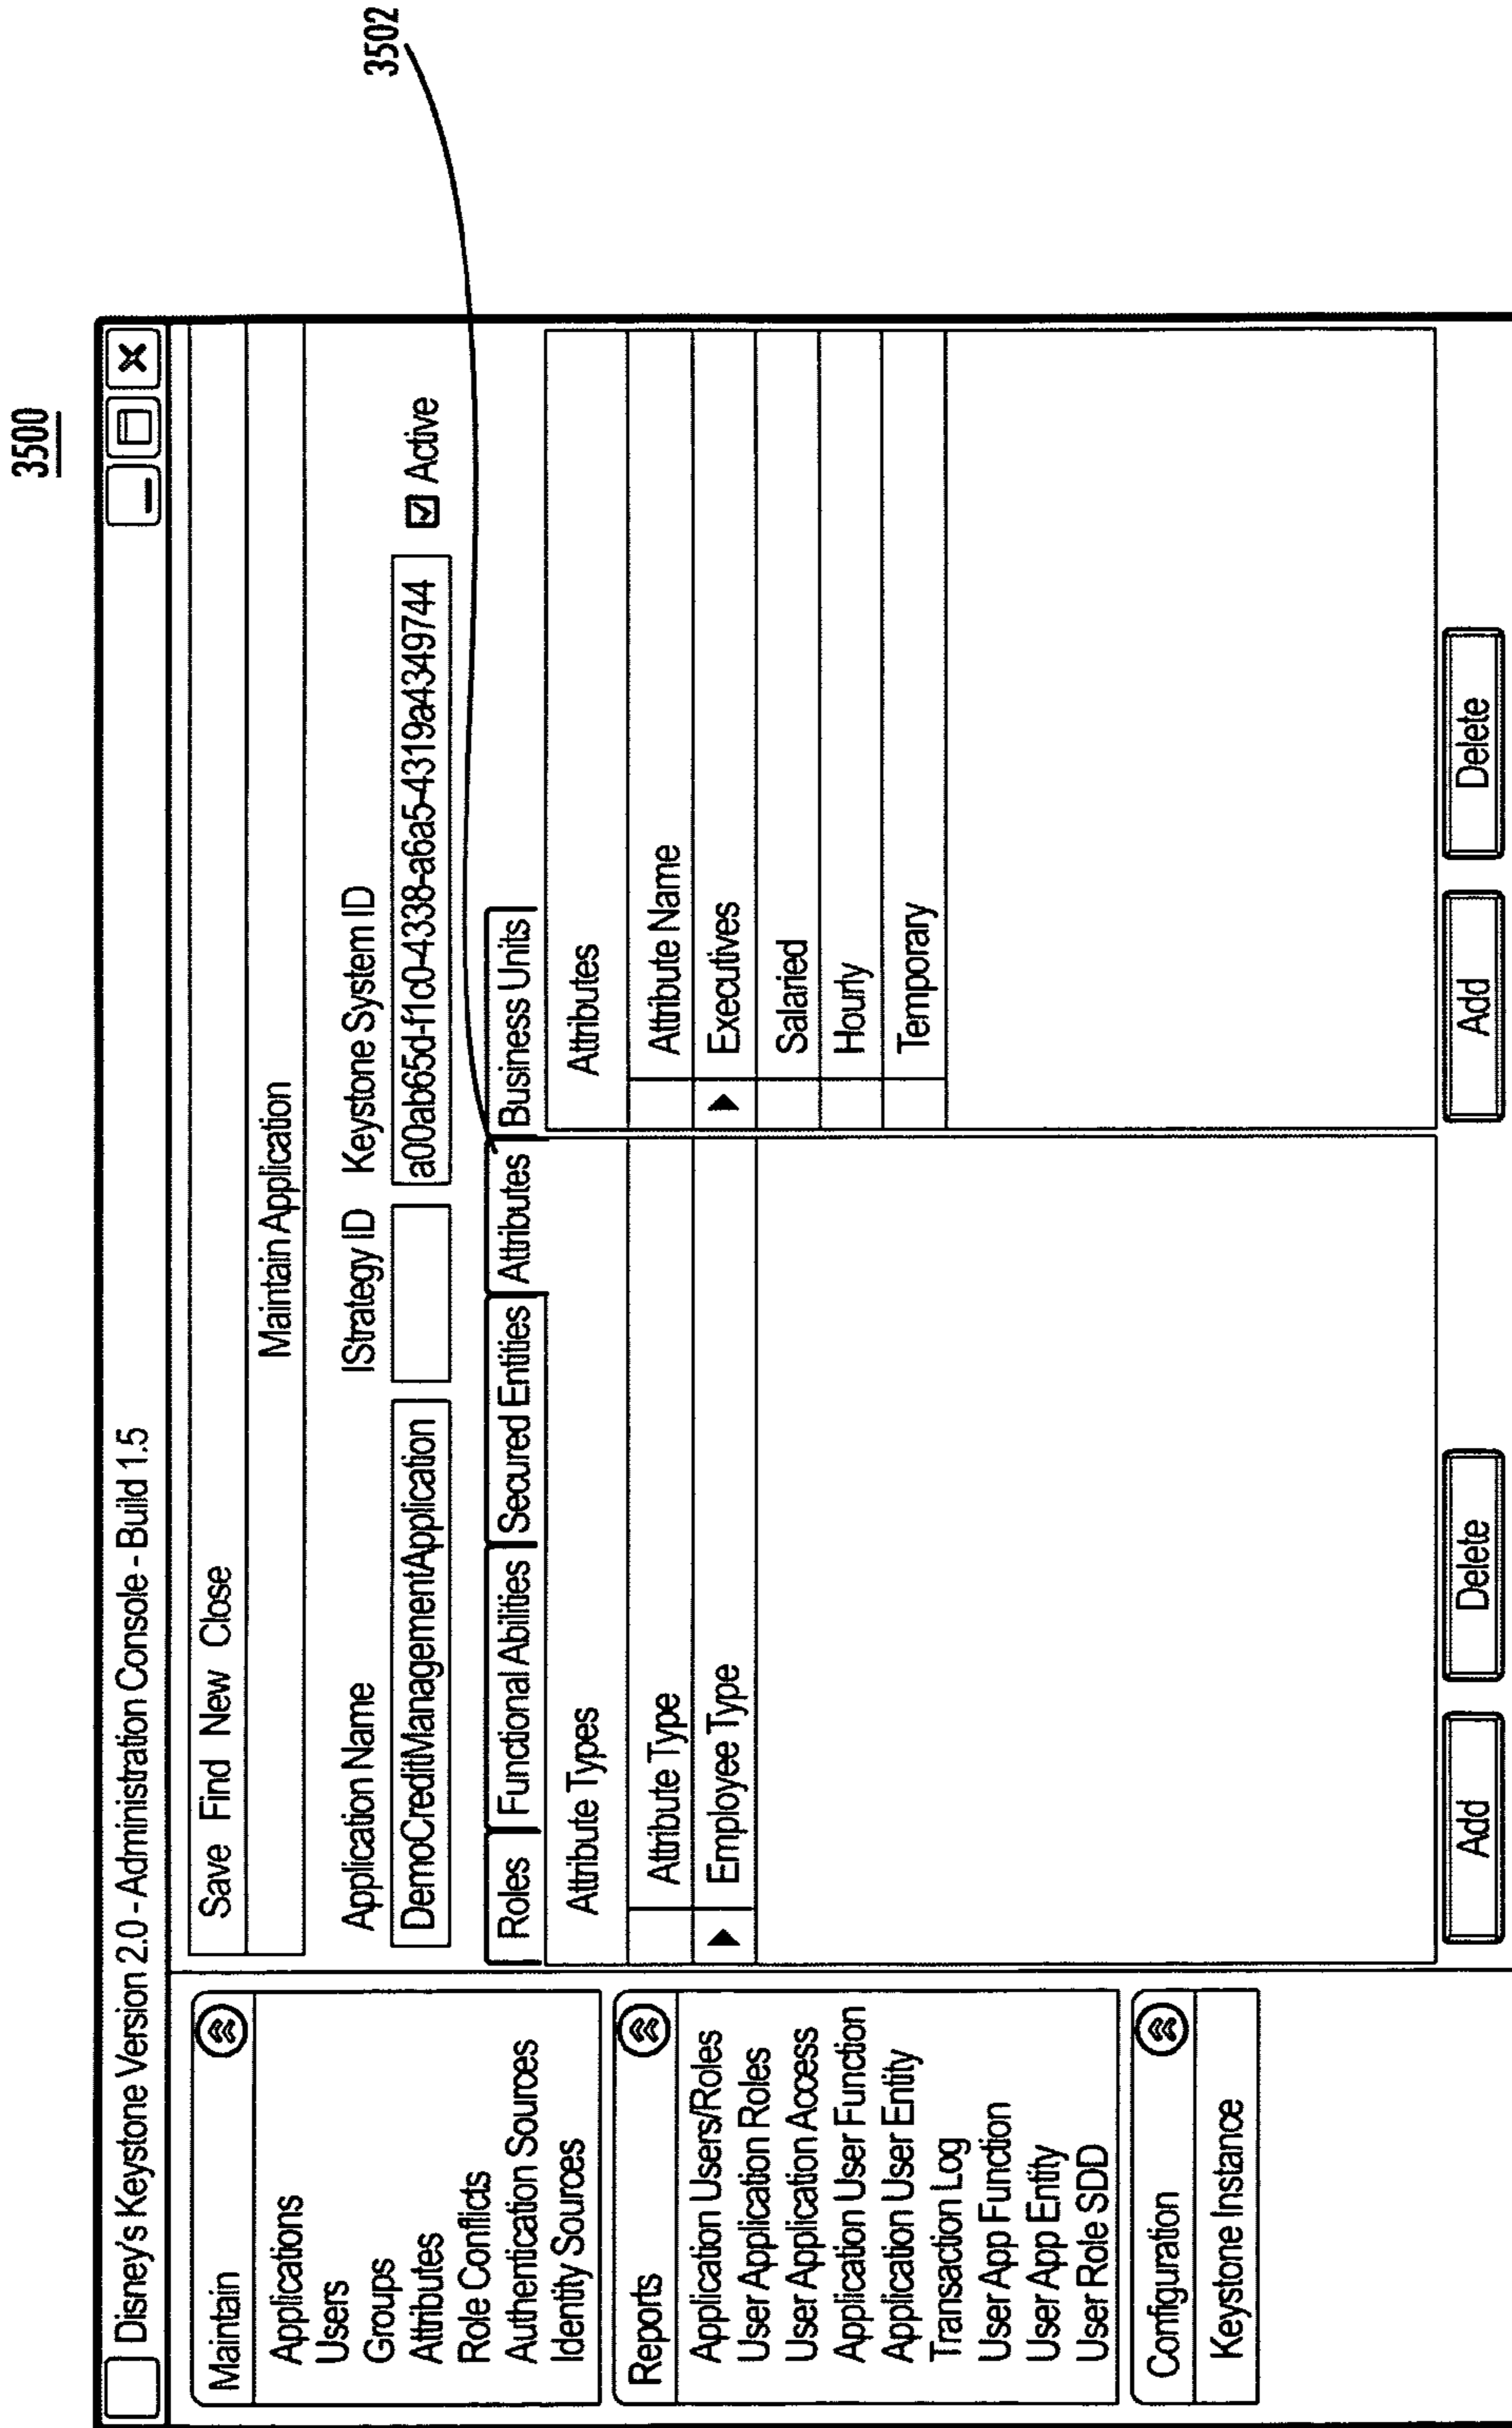 3500
3502
Disney's Keystone Version 2.0 - Administration Console - Build 1.5
Maintain
Applications
Users
Groups
Attributes
Role Conflicts
Authentication Sources
Identity Sources
Reports
Application Users/Roles
User Application Roles
User Application Access
Application User Function
Application User Entity
Transaction Log
User App Function
User App Entity
User Role SDD
Configuration
Keystone Instance
Save Find New Close
Maintain Application
Application Name IStrategy ID Keystone System ID
DemoCreditManagementApplication a00ab65d-f1c0-4338-a6a5-4319a4349744 Active
Roles Functional Abilities Secured Entities Attributes Business Units
Attribute Types
Attribute Type
Employee Type
Add Delete
Attributes
Attribute Name
Executives
Salaried
Hourly
Temporary
Add Delete